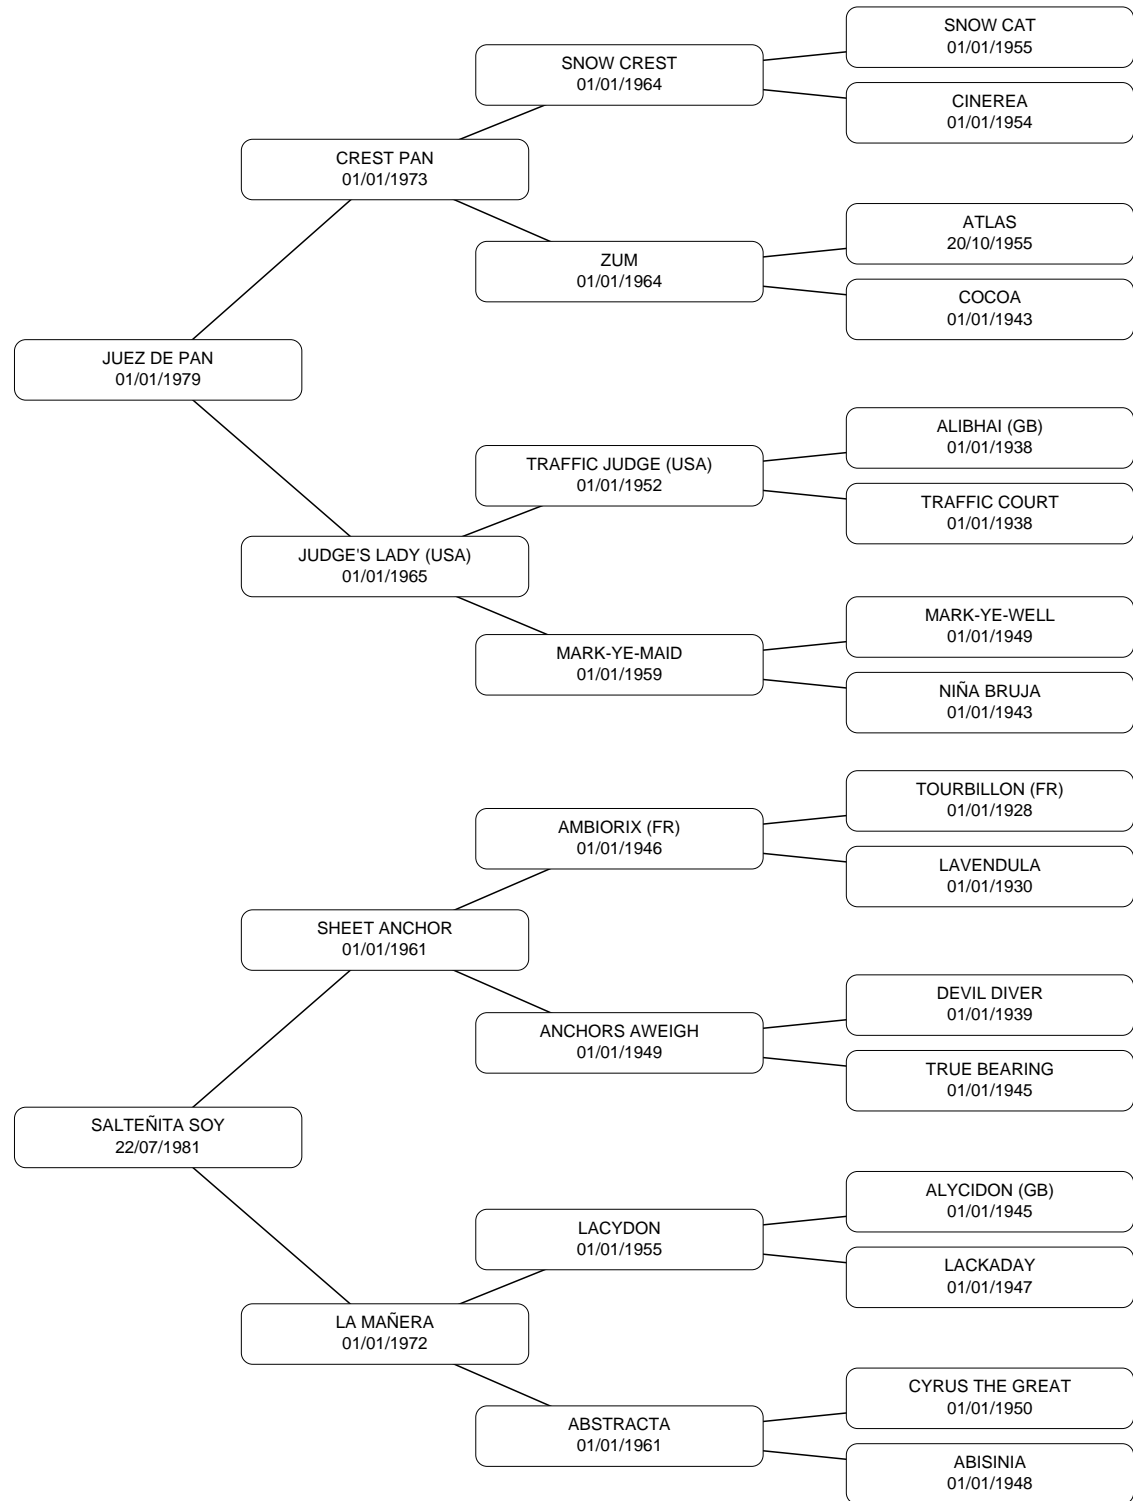 SNOW CAT
01/01/1955
SNOW CREST
01/01/1964
CINEREA
01/01/1954
CREST PAN
01/01/1973
ATLAS
20/10/1955
ZUM
01/01/1964
COCOA
01/01/1943
JUEZ DE PAN
01/01/1979
ALIBHAI (GB)
01/01/1938
TRAFFIC JUDGE (USA)
01/01/1952
TRAFFIC COURT
01/01/1938
JUDGE'S LADY (USA)
01/01/1965
MARK-YE-WELL
01/01/1949
MARK-YE-MAID
01/01/1959
NIÑA BRUJA
01/01/1943
TOURBILLON (FR)
01/01/1928
AMBIORIX (FR)
01/01/1946
LAVENDULA
01/01/1930
SHEET ANCHOR
01/01/1961
DEVIL DIVER
01/01/1939
ANCHORS AWEIGH
01/01/1949
TRUE BEARING
01/01/1945
SALTEÑITA SOY
22/07/1981
ALYCIDON (GB)
01/01/1945
LACYDON
01/01/1955
LACKADAY
01/01/1947
LA MAÑERA
01/01/1972
CYRUS THE GREAT
01/01/1950
ABSTRACTA
01/01/1961
ABISINIA
01/01/1948